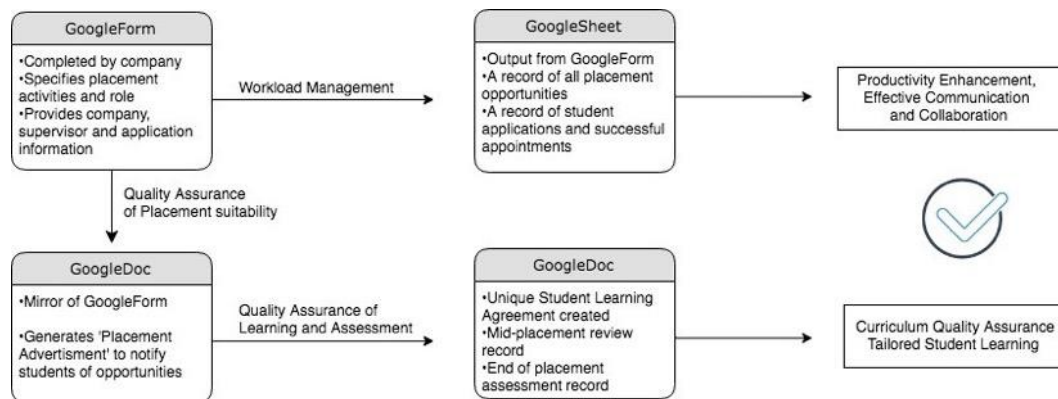 GoogleForm
•Completed by company
•Specifies placement
activities and role
•Provides company,
supervisor and application
information
Workload Management
GoogleSheet
•Output from GoogleForm
•A record of all placement
opportunities
•A record of student
applications and successful
appointments
Productivity Enhancement,
Effective Communication
and Collaboration
Quality Assurance
of Placement suitability
GoogleDoc
•Mirror of GoogleForm
•Generates 'Placement
Advertisment' to notify
students of opportunities
Quality Assurance of
Learning and Assessment
GoogleDoc
•Unique Student Learning
Agreement created
•Mid-placement review
record
•End of placement
assessment record
Curriculum Quality Assurance
Tailored Student Learning